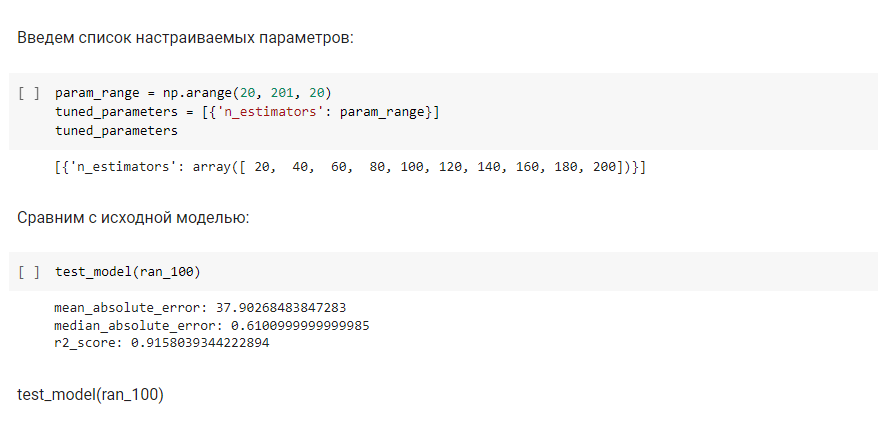 Введем список настраиваемых параметров:
[ ] param_range = np.arange(20, 201, 20)
tuned_parameters = [{'n_estimators': param_range}]
tuned_parameters
[{'n_estimators': array([ 20,  40,  60,  80, 100, 120, 140, 160, 180, 200])}]
Сравним с исходной моделью:
[ ] test_model(ran_100)
mean_absolute_error: 37.90268483847283
median_absolute_error: 0.6100999999999985
r2_score: 0.9158039344222894
test_model(ran_100)